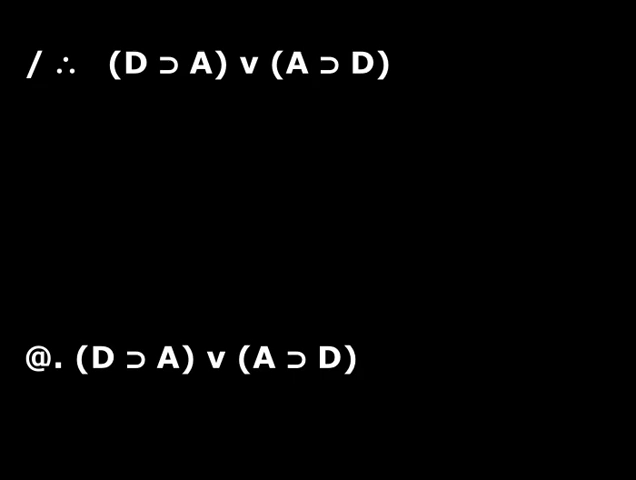 / ∴ (D ⊃ A) v (A ⊃ D)
@. (D ⊃ A) v (A ⊃ D)